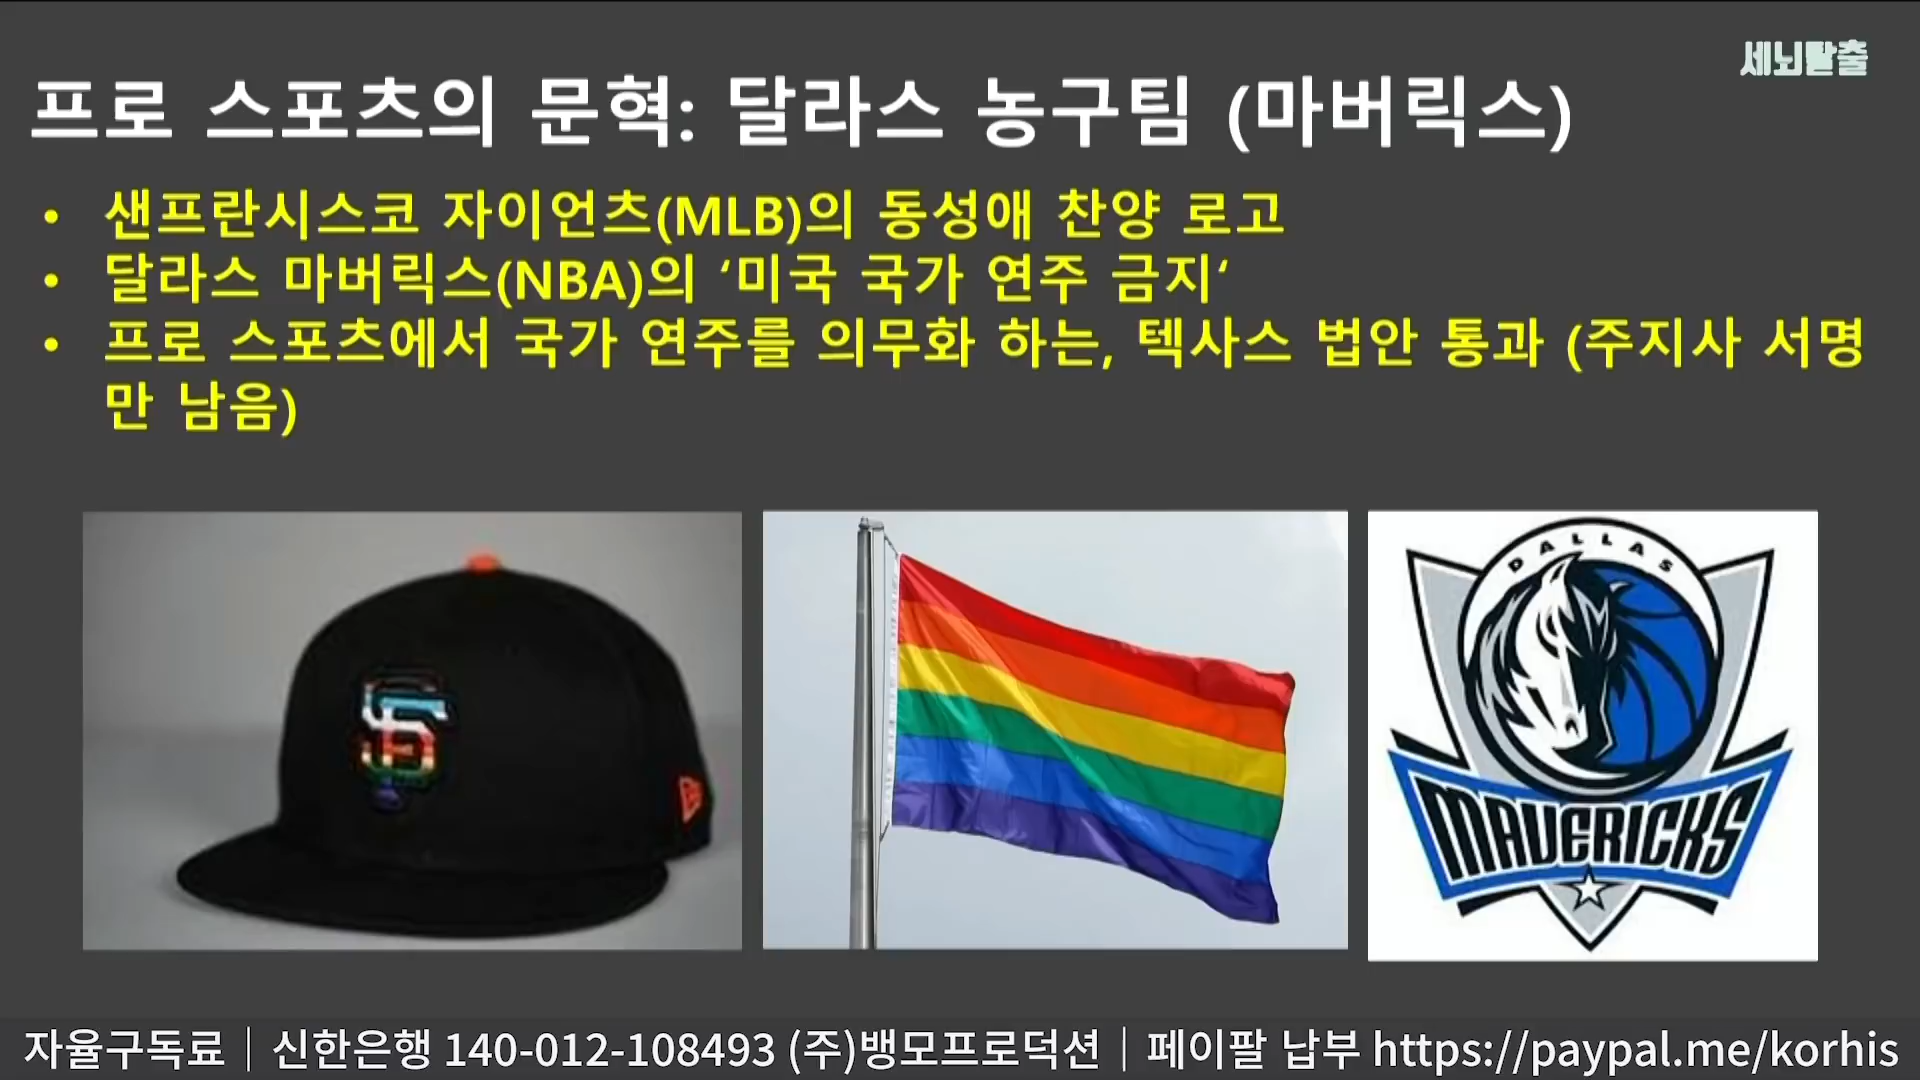 세뇌탈출
프로 스포츠의 문혁: 달라스 농구팀 (마버릭스)
• 샌프란시스코 자이언츠(MLB)의 동성애 찬양 로고
• 달라스 마버릭스(NBA)의 ‘미국 국가 연주 금지‘
• 프로 스포츠에서 국가 연주를 의무화 하는, 텍사스 법안 통과 (주지사 서명
만 남음)
SF
DALLAS
MAVERICKS
자율구독료│신한은행 140-012-108493 (주)뱅모프로덕션│페이팔 납부 https://paypal.me/korhis